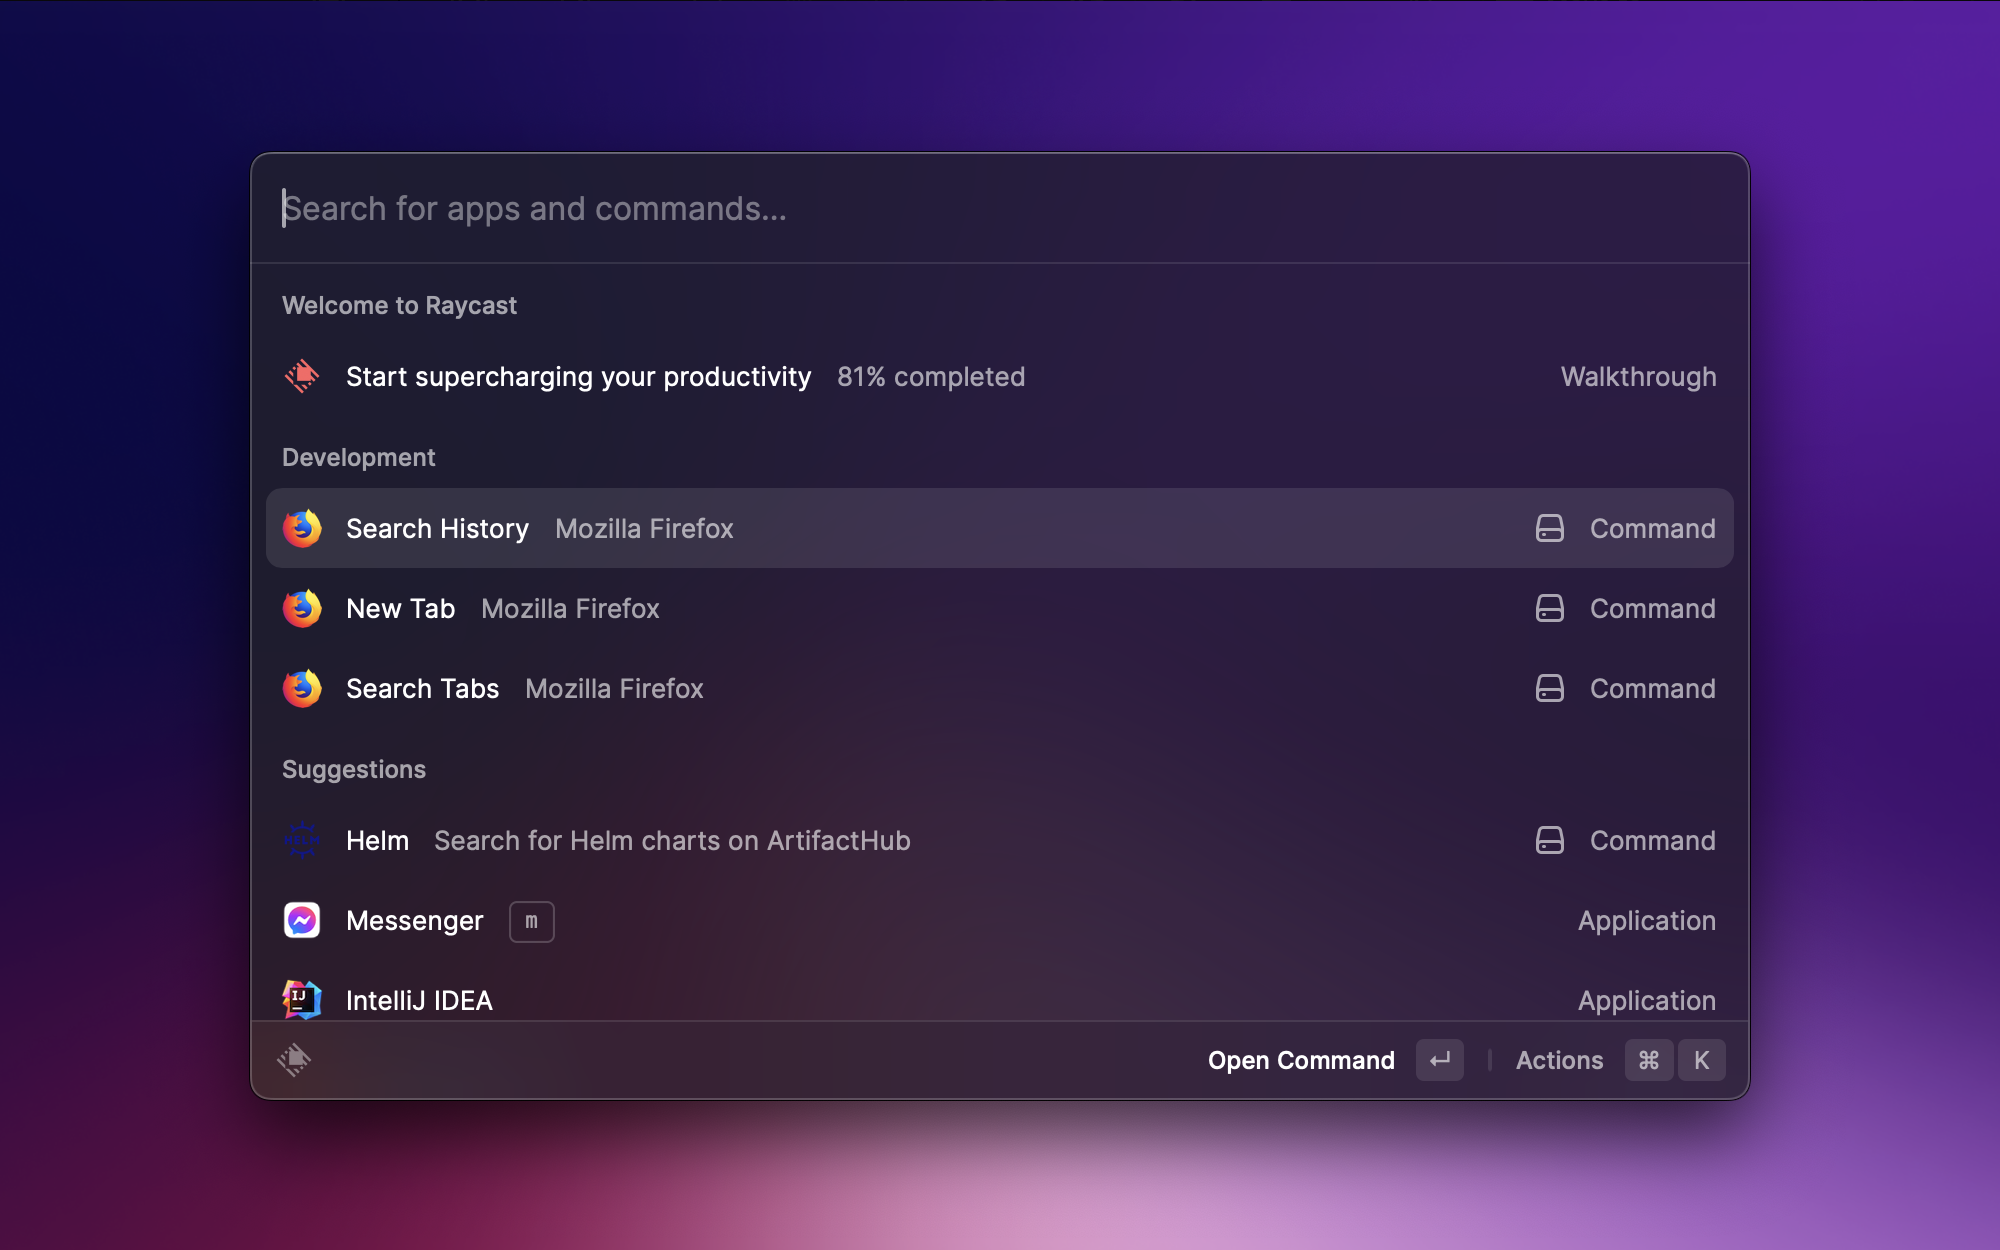 Search for apps and commands...
Welcome to Raycast
Start supercharging your productivity 81% completed Walkthrough
Development
Search History Mozilla Firefox Command
New Tab Mozilla Firefox Command
Search Tabs Mozilla Firefox Command
Suggestions
Helm Search for Helm charts on ArtifactHub Command
Messenger m Application
IJ IntelliJ IDEA Application
Open Command ↵ Actions ⌘ K